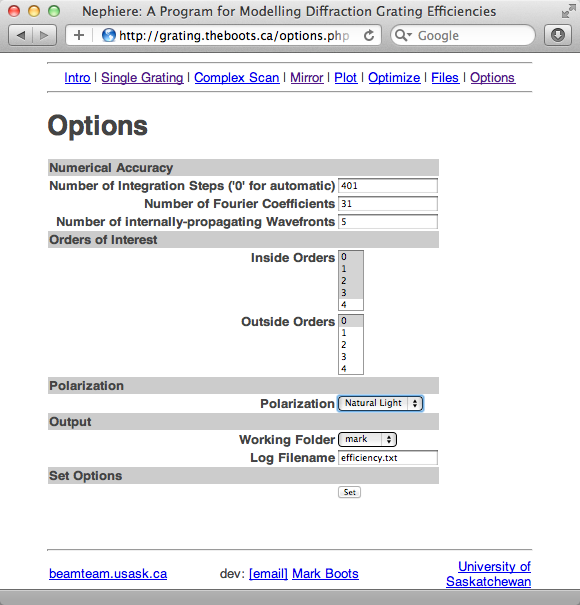 Nephiere: A Program for Modelling Diffraction Grating Efficiencies
http://grating.theboots.ca/options.php
Google
Intro | Single Grating | Complex Scan | Mirror | Plot | Optimize | Files | Options
Options
Numerical Accuracy
Number of Integration Steps ('0' for automatic) 401
Number of Fourier Coefficients 31
Number of internally-propagating Wavefronts 5
Orders of Interest
Inside Orders 0
1
2
3
4
Outside Orders 0
1
2
3
4
Polarization
Polarization Natural Light
Output
Working Folder mark
Log Filename efficiency.txt
Set Options
Set
beamteam.usask.ca dev: [email] Mark Boots University of
Saskatchewan